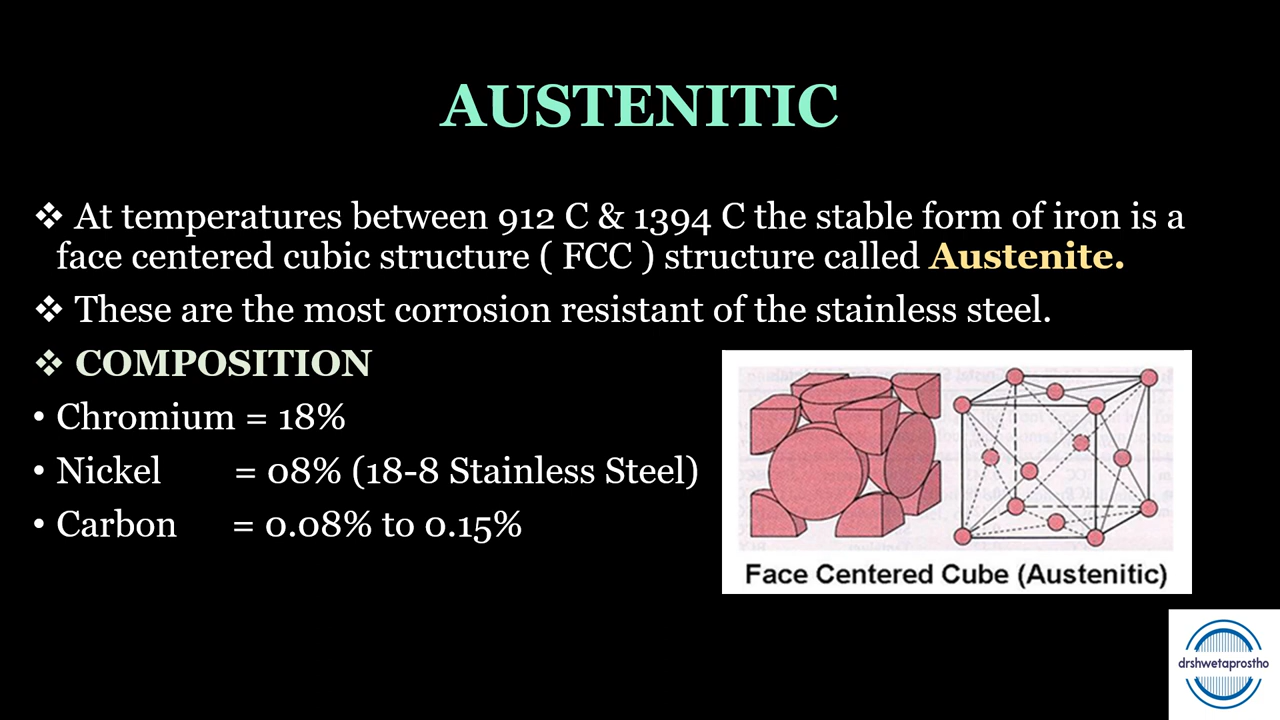 AUSTENITIC
❖ At temperatures between 912 C & 1394 C the stable form of iron is a
face centered cubic structure ( FCC ) structure called Austenite.
❖ These are the most corrosion resistant of the stainless steel.
❖ COMPOSITION
• Chromium = 18%
• Nickel = 08% (18-8 Stainless Steel)
• Carbon = 0.08% to 0.15%
Face Centered Cube (Austenitic)
drshwetaprostho